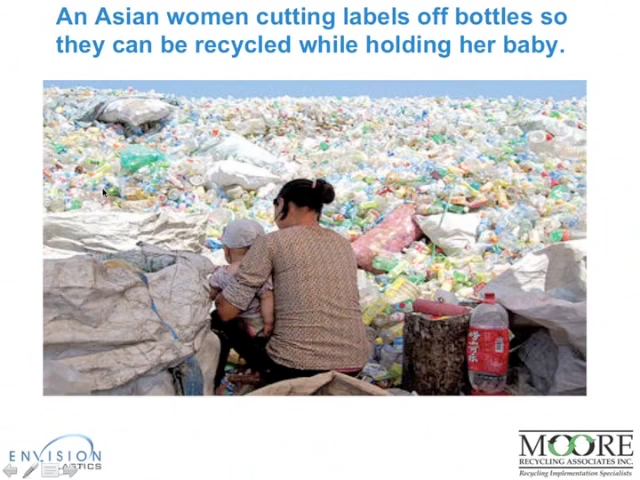 An Asian women cutting labels off bottles so
they can be recycled while holding her baby.
ENVISION
ASTICS
MOORE
RECYCLING ASSOCIATES INC.
Recycling Implementation Specialists